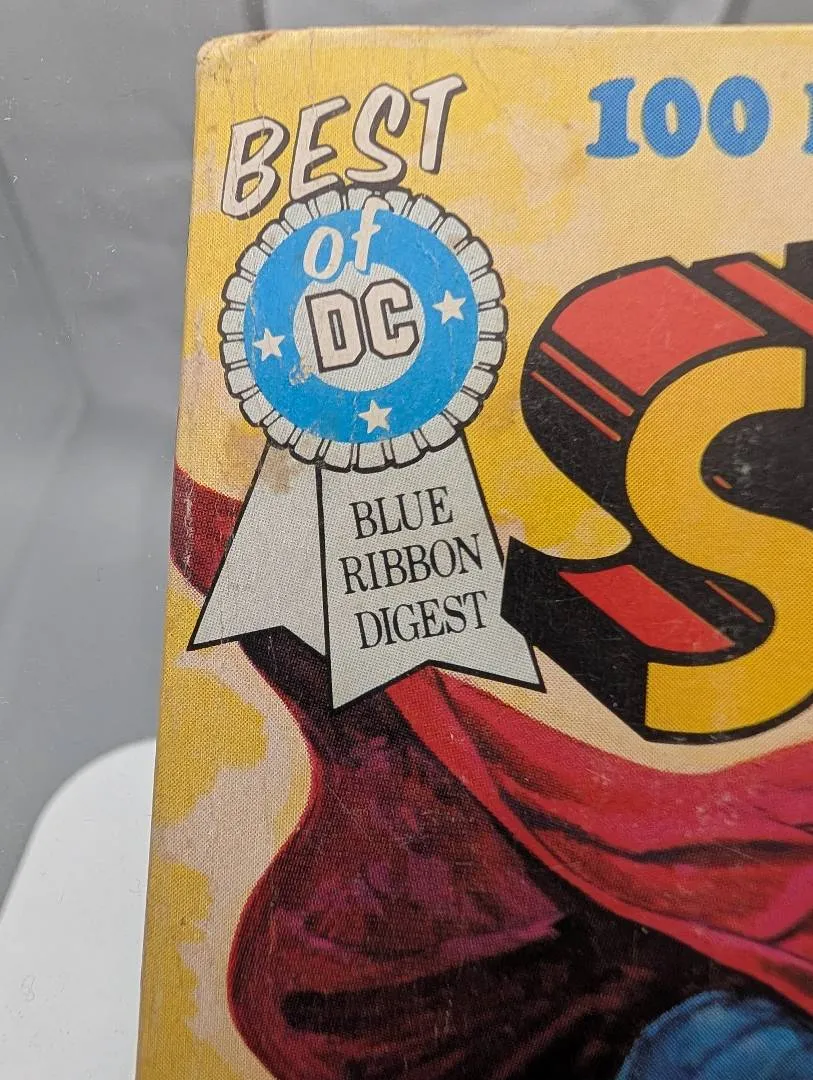 BEST
of
DC
100
S
BLUE
RIBBON
DIGEST